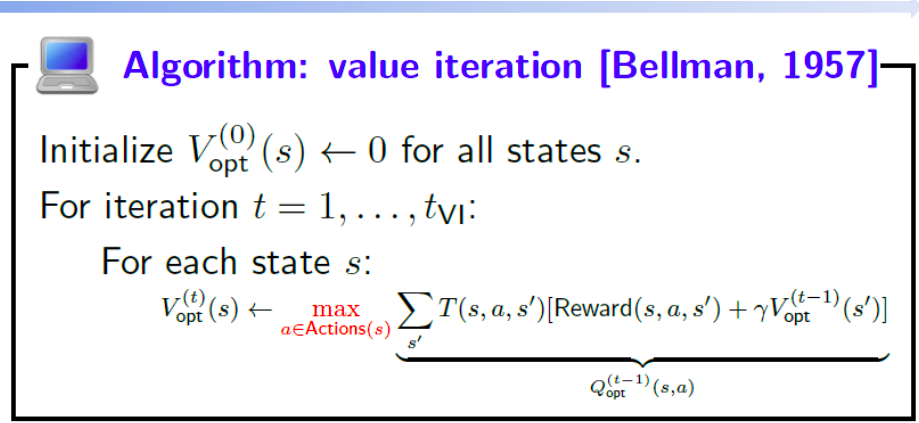 Algorithm: value iteration [Bellman, 1957]
Initialize $V_{\text{opt}}^{(0)}(s) \leftarrow 0$ for all states $s$.
For iteration $t = 1, \ldots, t_{\text{VI}}$:
For each state $s$:
$V_{\text{opt}}^{(t)}(s) \leftarrow \max_{a \in \text{Actions}(s)} \underbrace{\sum_{s'} T(s, a, s')[\text{Reward}(s, a, s') + \gamma V_{\text{opt}}^{(t-1)}(s')]}_{Q_{\text{opt}}^{(t-1)}(s,a)}$